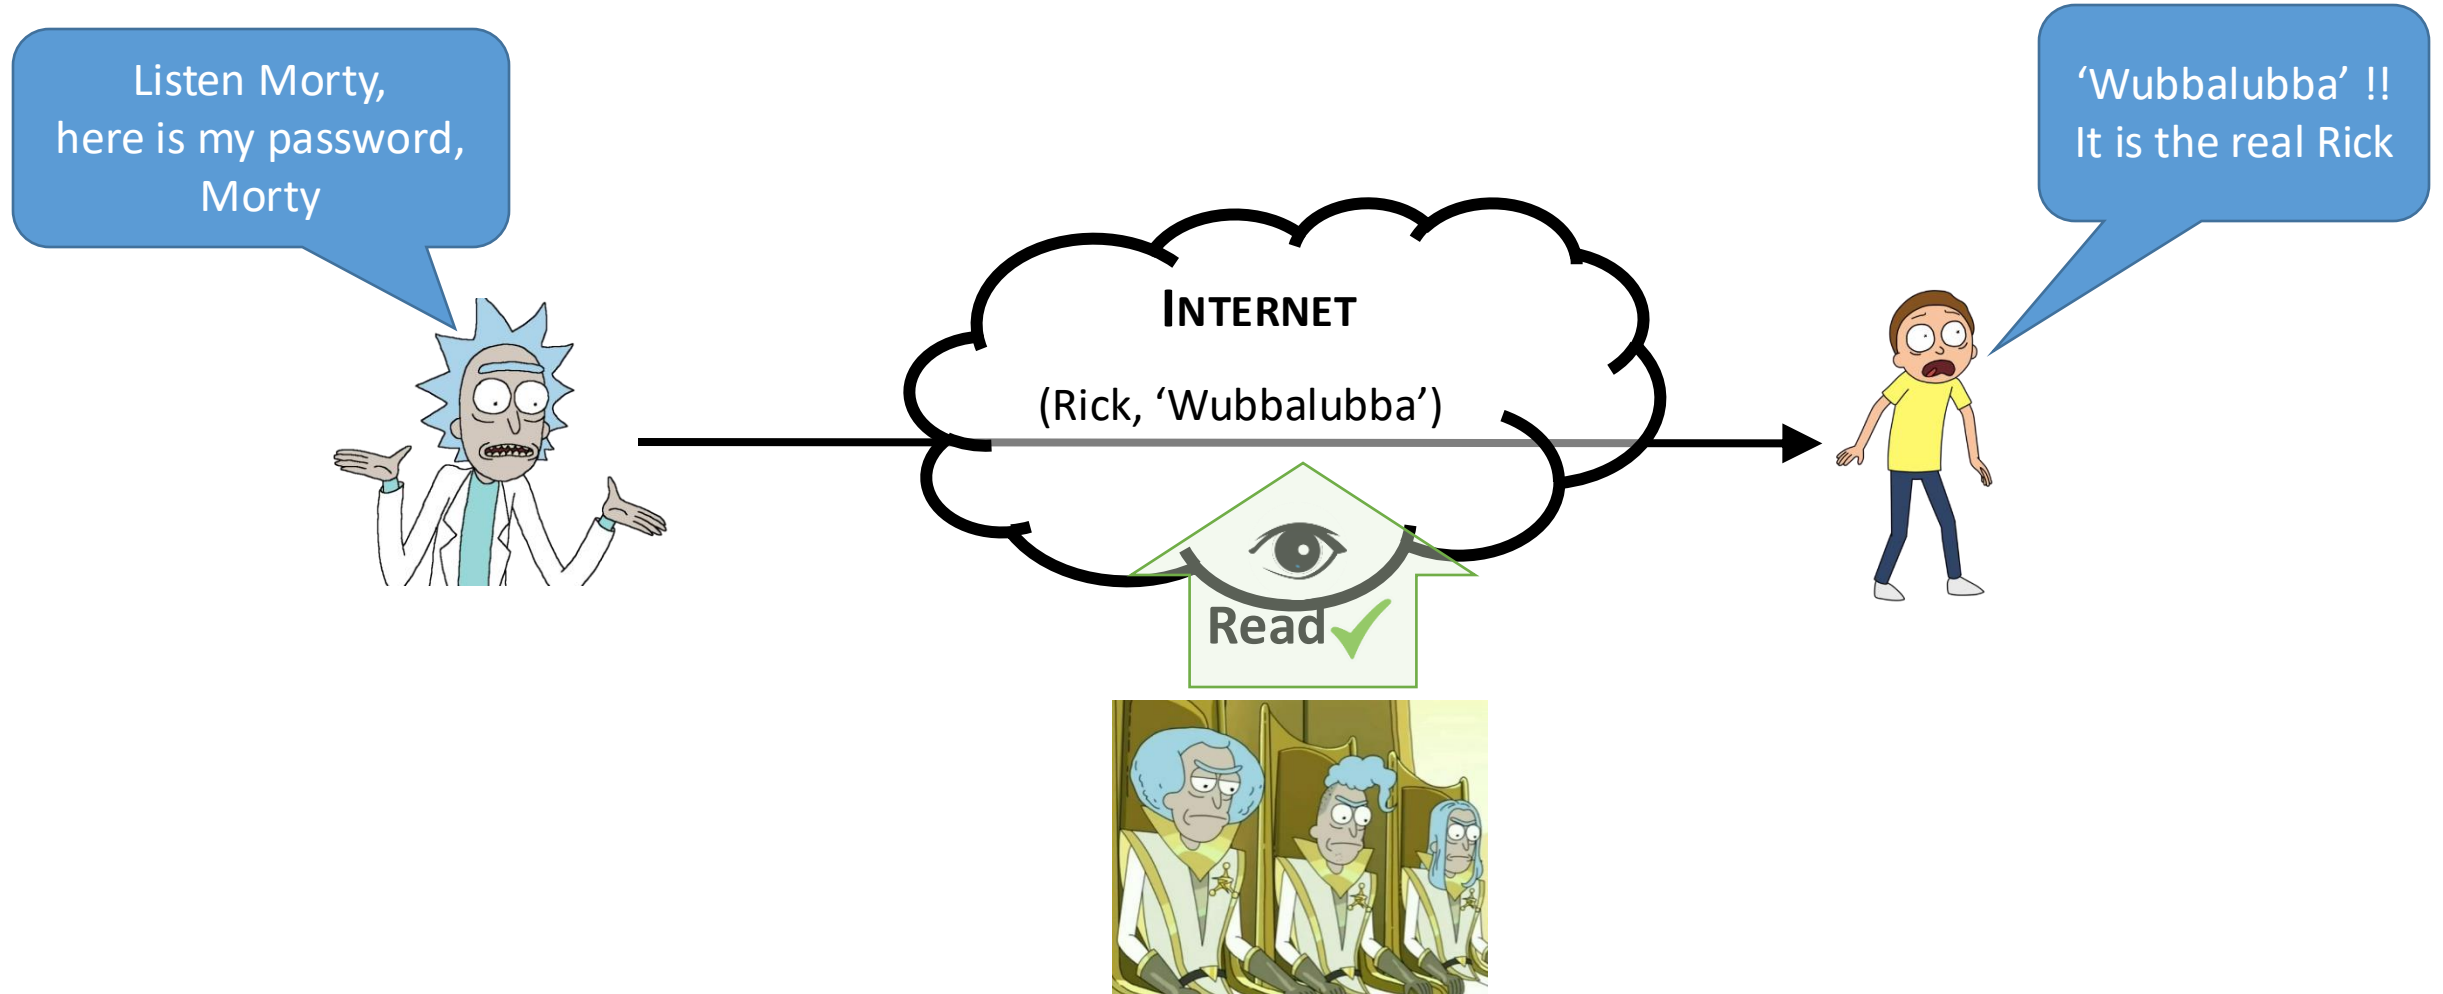 Listen Morty,
here is my password,
Morty
‘Wubbalubba’ !!
It is the real Rick
INTERNET
(Rick, ‘Wubbalubba’)
Read